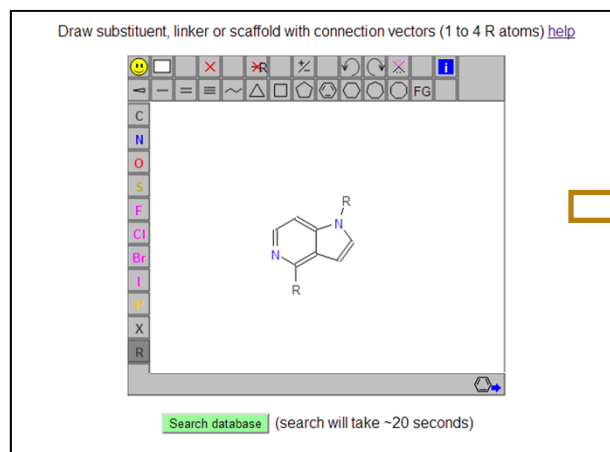 Draw substituent, linker or scaffold with connection vectors (1 to 4 R atoms) help
R
+/-
i
FG
C
N
O
S
F
Cl
Br
I
P
X
R
R
N
N
R
Search database (search will take ~20 seconds)